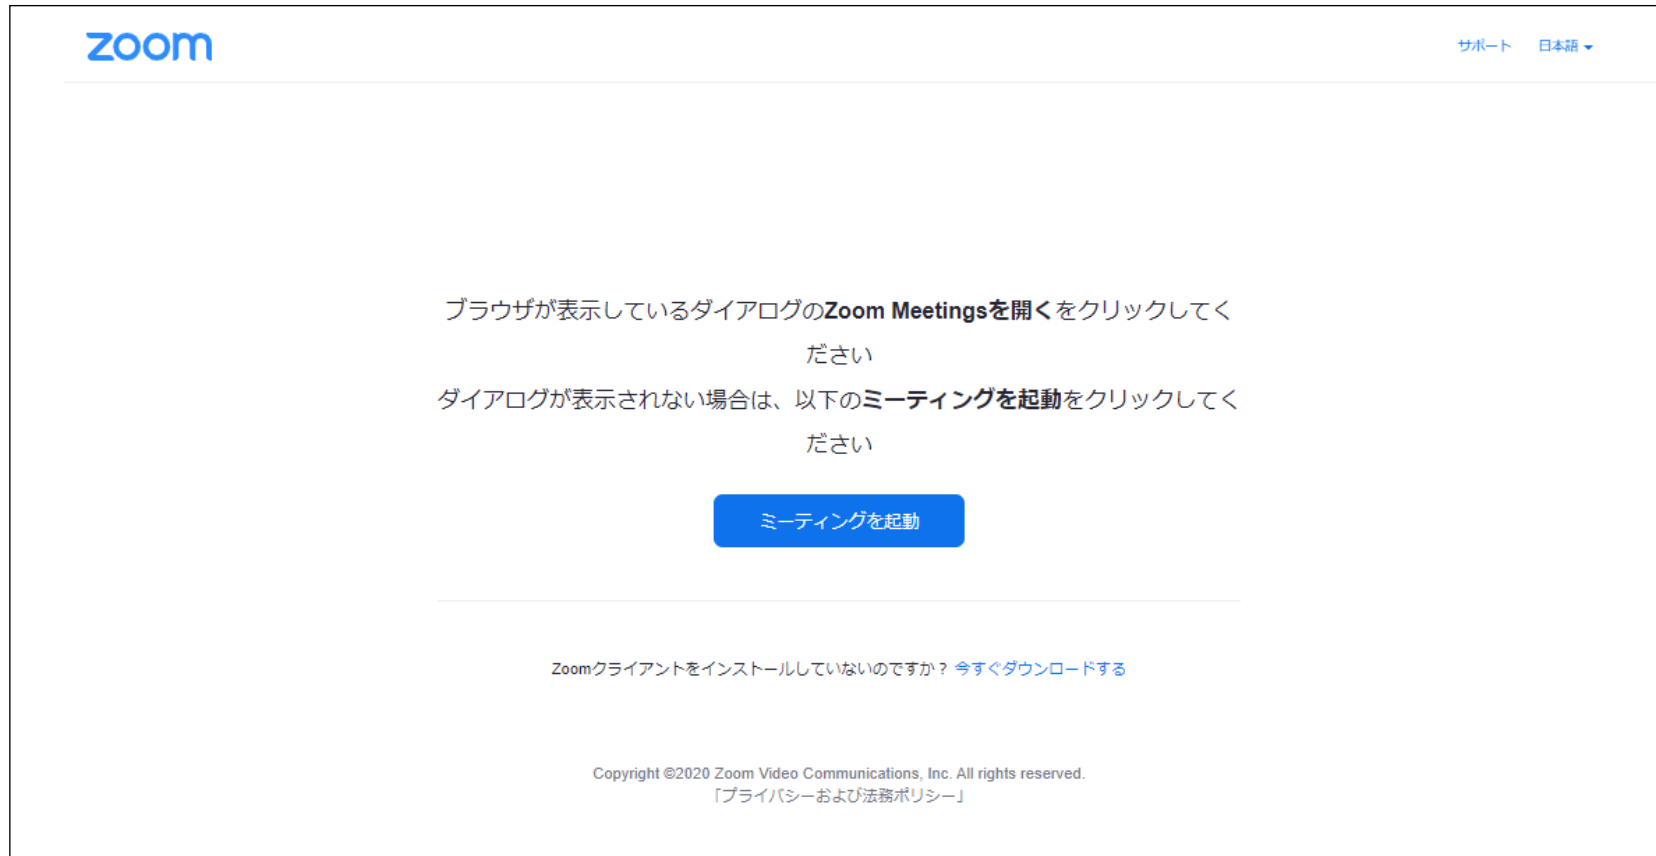 zoom
サポート 日本語
ブラウザが表示しているダイアログのZoom Meetingsを開くをクリックしてく
ださい
ダイアログが表示されない場合は、以下のミーティングを起動をクリックしてく
ださい
ミーティングを起動
Zoomクライアントをインストールしていないのですか？ 今すぐダウンロードする
Copyright ©2020 Zoom Video Communications, Inc. All rights reserved.
「プライバシーおよび法務ポリシー」